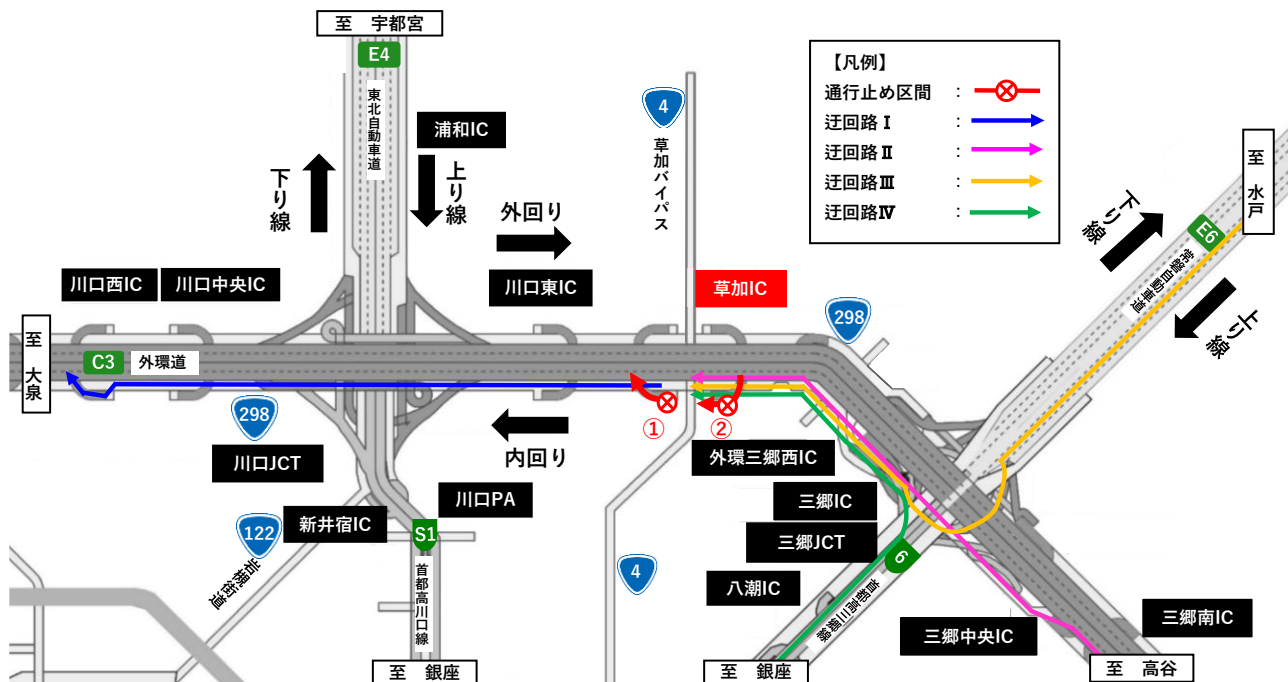 至 宇都宮
E4
東北自動車道
浦和IC
下り線
上り線
4
草加バイパス
【凡例】
通行止め区間 :
迂回路Ⅰ :
迂回路Ⅱ :
迂回路Ⅲ :
迂回路Ⅳ :
至 水戸
下り線
E6
常磐自動車道
上り線
外回り
川口西IC
川口中央IC
川口東IC
草加IC
298
至 大泉
C3
外環道
①
②
298
川口JCT
内回り
外環三郷西IC
川口PA
三郷IC
新井宿IC
122
S1
三郷JCT
6
岩槻街道
首都高川口線
4
八潮IC
首都高三郷線
三郷中央IC
三郷南IC
至 銀座
至 銀座
至 高谷